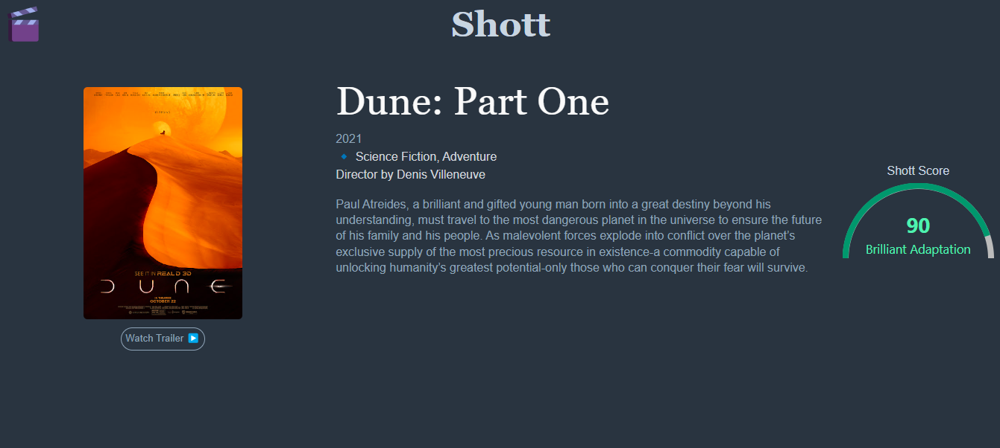 Shott
Dune: Part One
2021
Science Fiction, Adventure
Director by Denis Villeneuve
Paul Atreides, a brilliant and gifted young man born into a great destiny beyond his
understanding, must travel to the most dangerous planet in the universe to ensure the future
of his family and his people. As malevolent forces explode into conflict over the planet’s
exclusive supply of the most precious resource in existence-a commodity capable of
unlocking humanity’s greatest potential-only those who can conquer their fear will survive.
Shott Score
90
Brilliant Adaptation
SEE IT IN REAL D 3D
DUNE
IN THEATERS
OCTOBER 22
Watch Trailer